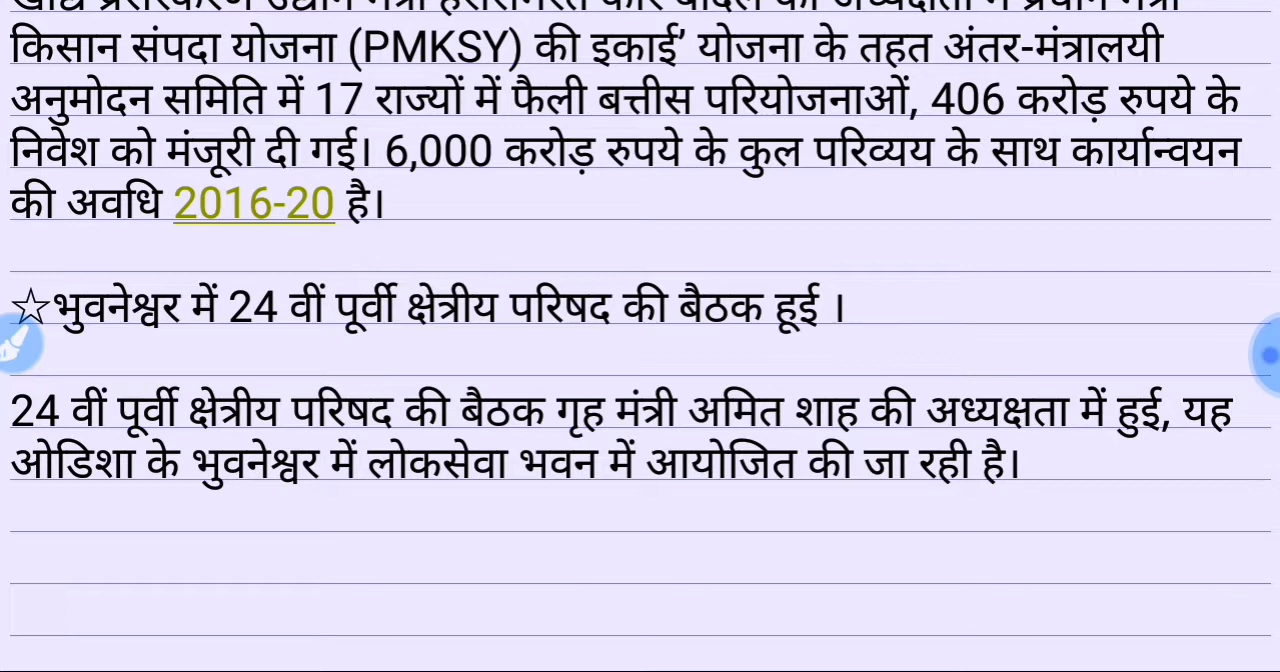 किसान संपदा योजना (PMKSY) की इकाई’ योजना के तहत अंतर-मंत्रालयी
अनुमोदन समिति में 17 राज्यों में फैली बत्तीस परियोजनाओं, 406 करोड़ रुपये के
निवेश को मंजूरी दी गई। 6,000 करोड़ रुपये के कुल परिव्यय के साथ कार्यान्वयन
की अवधि 2016-20 है।
☆भुवनेश्वर में 24 वीं पूर्वी क्षेत्रीय परिषद की बैठक हूई ।
24 वीं पूर्वी क्षेत्रीय परिषद की बैठक गृह मंत्री अमित शाह की अध्यक्षता में हुई, यह
ओडिशा के भुवनेश्वर में लोकसेवा भवन में आयोजित की जा रही है।